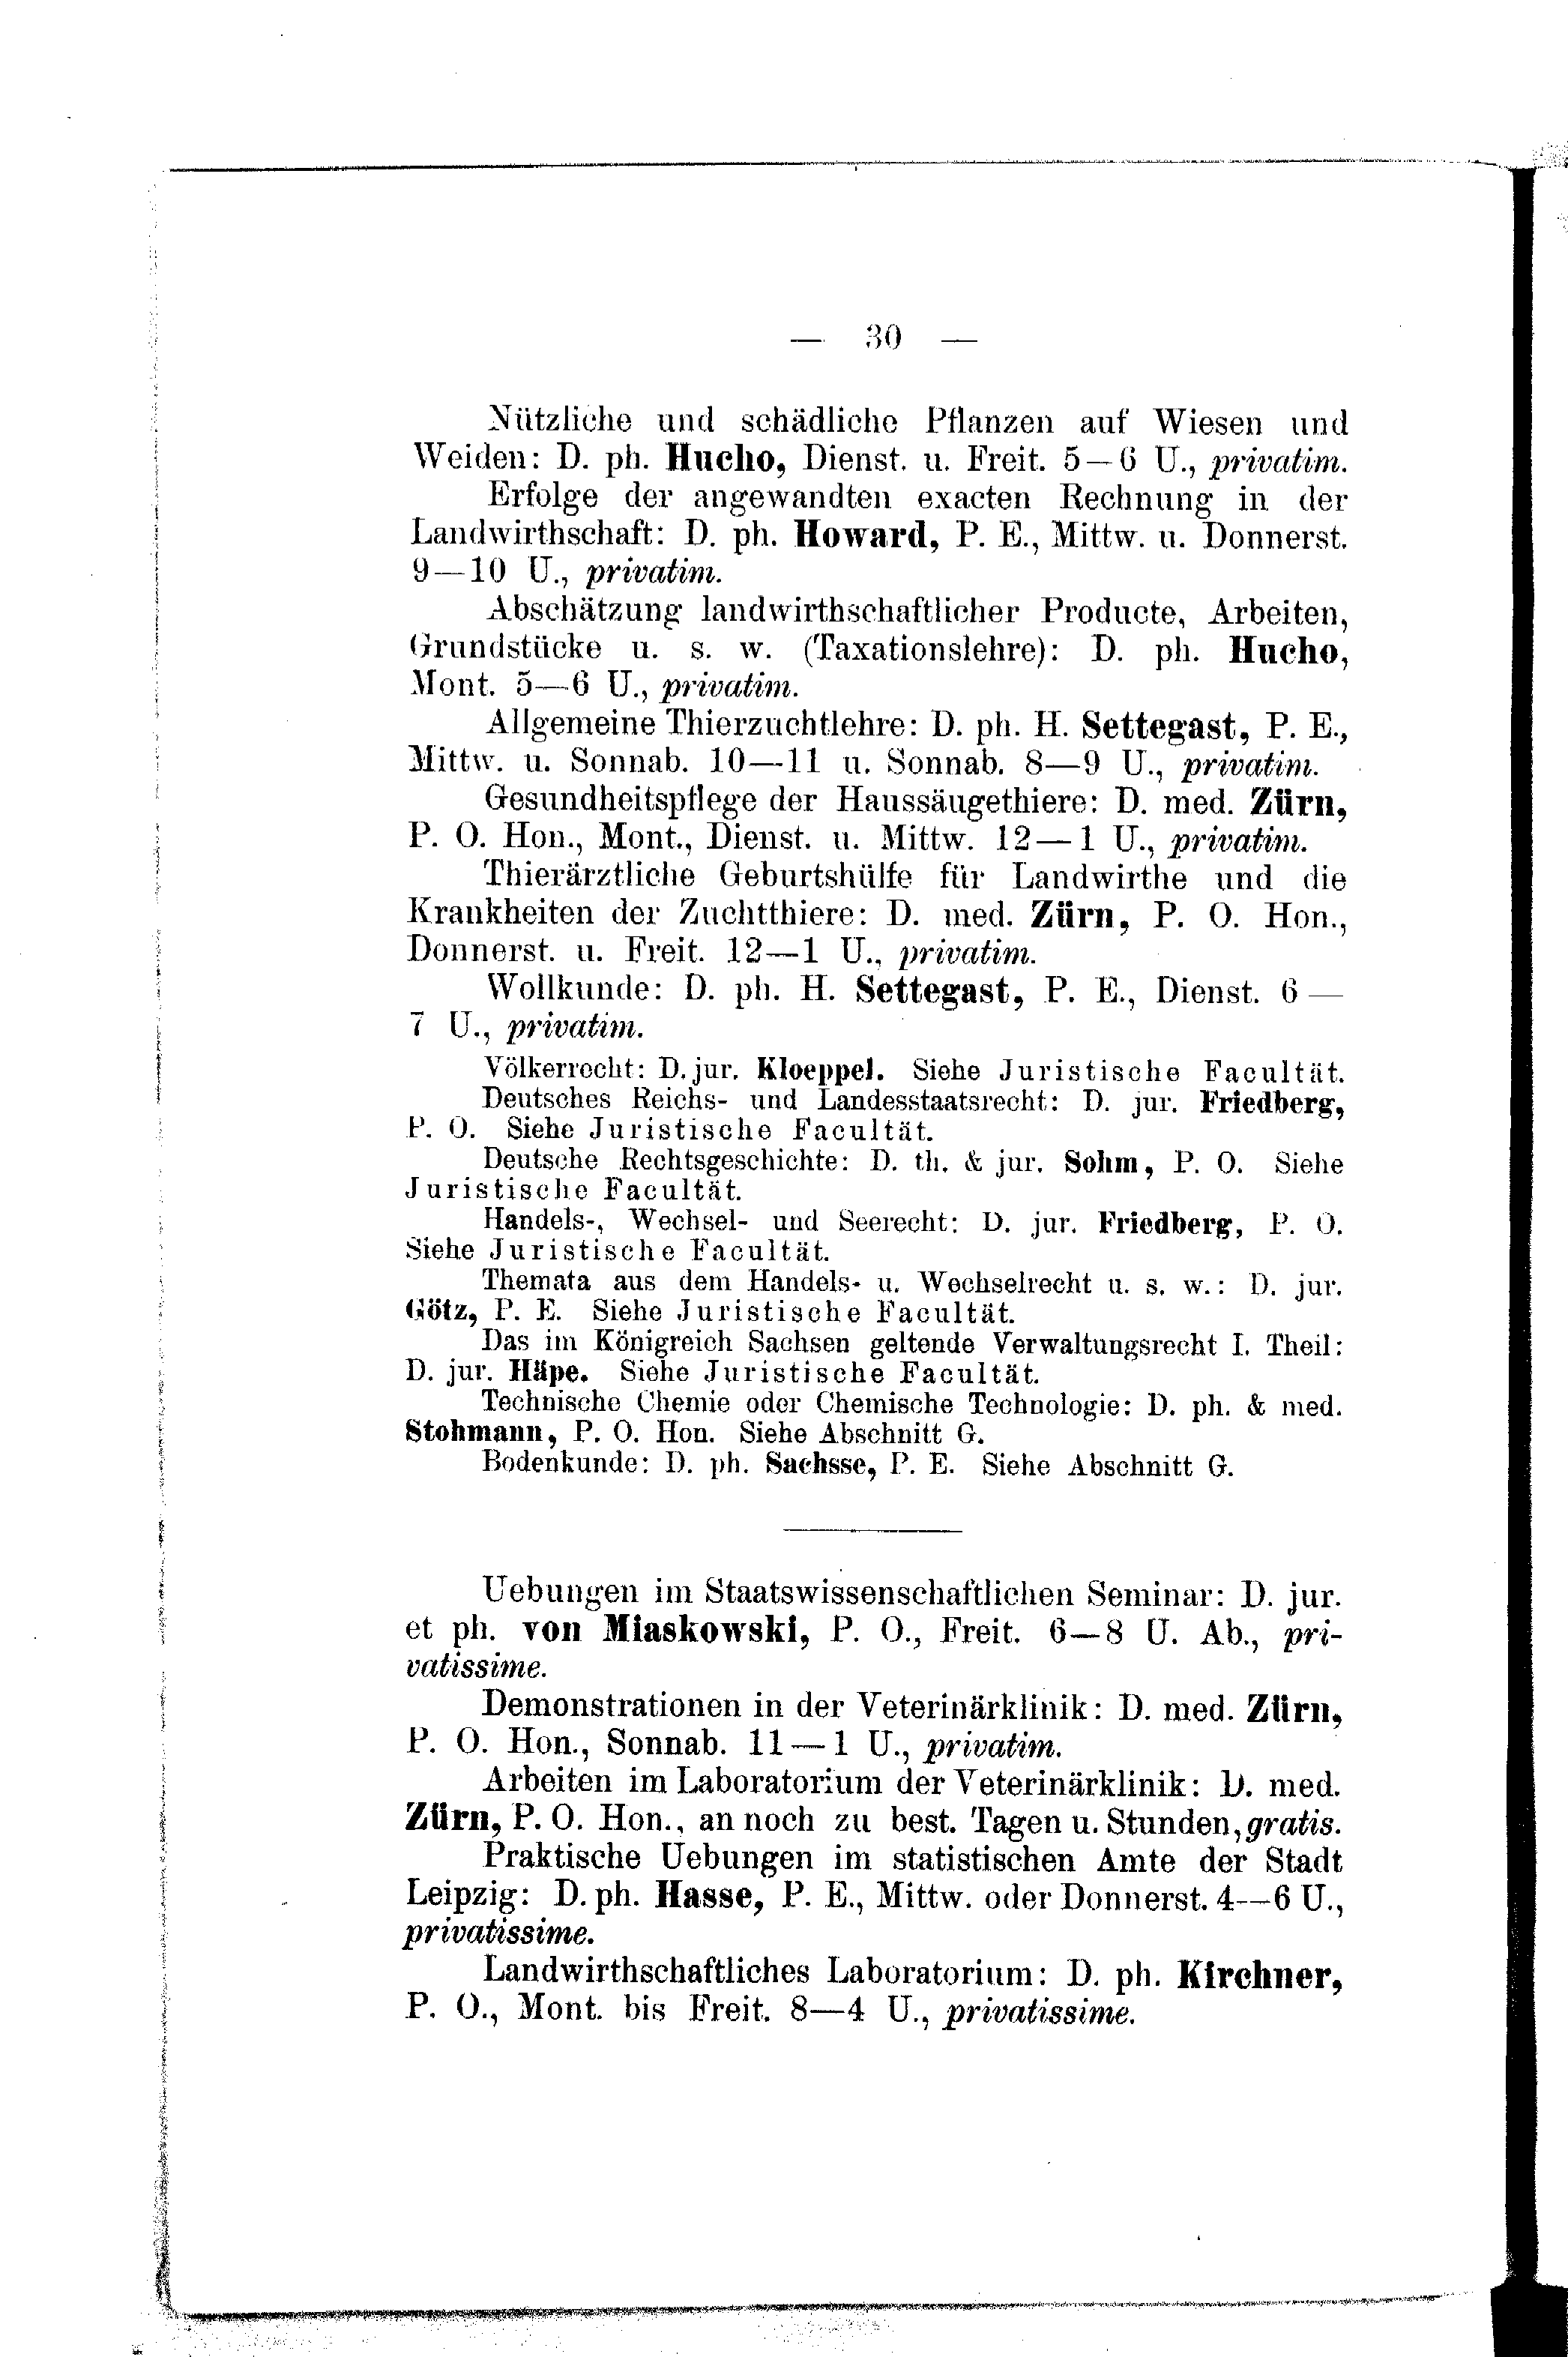 — 30 —
Nützliche und schädliche Pflanzen auf Wiesen und
Weiden: D. ph. Hucho, Dienst. u. Freit. 5—6 U., privatim.
Erfolge der angewandten exacten Rechnung in der
Landwirthschaft: D. ph. Howard, P. E., Mittw. u. Donnerst.
9—10 U., privatim.
Abschätzung landwirthschaftlicher Producte, Arbeiten,
Grundstücke u. s. w. (Taxationslehre): D. ph. Hucho,
Mont. 5—6 U., privatim.
Allgemeine Thierzuchtlehre: D. ph. H. Settegast, P. E.,
Mittw. u. Sonnab. 10—11 u. Sonnab. 8—9 U., privatim.
Gesundheitspflege der Haussäugethiere: D. med. Zürn,
P. O. Hon., Mont., Dienst. u. Mittw. 12—1 U., privatim.
Thierärztliche Geburtshülfe für Landwirthe und die
Krankheiten der Zuchtthiere: D. med. Zürn, P. O. Hon.,
Donnerst. u. Freit. 12—1 U., privatim.
Wollkunde: D. ph. H. Settegast, P. E., Dienst. 6—
7 U., privatim.
Völkerrecht: D. jur. Kloeppel. Siehe Juristische Facultät.
Deutsches Reichs- und Landesstaatsrecht: D. jur. Friedberg,
P. O. Siehe Juristische Facultät.
Deutsche Rechtsgeschichte: D. th. & jur. Sohm, P. O. Siehe
Juristische Facultät.
Handels-, Wechsel- und Seerecht: D. jur. Friedberg, P. O.
Siehe Juristische Facultät.
Themata aus dem Handels- u. Wechselrecht u. s. w.: D. jur.
Götz, P. E. Siehe Juristische Facultät.
Das im Königreich Sachsen geltende Verwaltungsrecht I. Theil:
D. jur. Häpe. Siehe Juristische Facultät.
Technische Chemie oder Chemische Technologie: D. ph. & med.
Stohmann, P. O. Hon. Siehe Abschnitt G.
Bodenkunde: D. ph. Sachsse, P. E. Siehe Abschnitt G.
Uebungen im Staatswissenschaftlichen Seminar: D. jur.
et ph. von Miaskowski, P. O., Freit. 6—8 U. Ab., pri-
vatissime.
Demonstrationen in der Veterinärklinik: D. med. Zürn,
P. O. Hon., Sonnab. 11—1 U., privatim.
Arbeiten im Laboratorium der Veterinärklinik: D. med.
Zürn, P. O. Hon., an noch zu best. Tagen u. Stunden, gratis.
Praktische Uebungen im statistischen Amte der Stadt
Leipzig: D. ph. Hasse, P. E., Mittw. oder Donnerst. 4—6 U.,
privatissime.
Landwirthschaftliches Laboratorium: D. ph. Kirchner,
P. O., Mont. bis Freit. 8—4 U., privatissime.